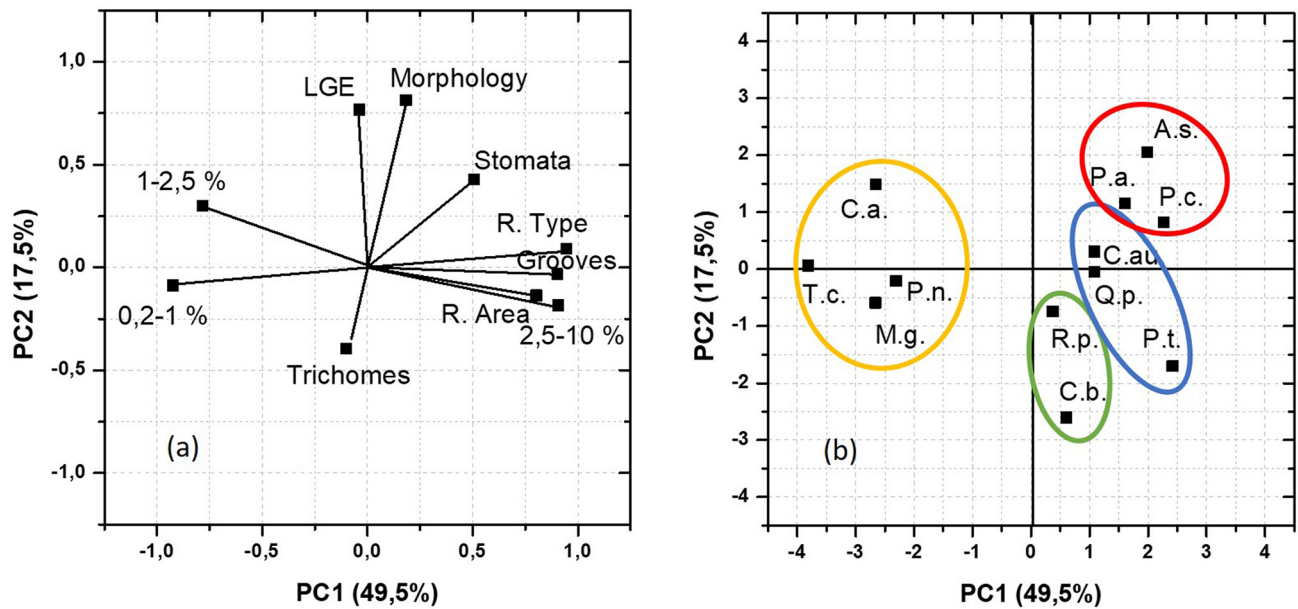 1,0
0,5
0,0
-0,5
-1,0
PC2 (17,5%)
LGE
Morphology
Stomata
1-2,5 %
R. Type
Grooves
0,2-1 %
R. Area
2,5-10 %
Trichomes
(a)
-1,0
-0,5
0,0
0,5
1,0
PC1 (49,5%)
4
3
2
1
0
-1
-2
-3
-4
PC2 (17,5%)
A.s.
P.a.
P.c.
C.a.
C.au
T.c.
P.n.
Q.p.
M.g.
R.p.
P.t.
C.b.
(b)
-4
-3
-2
-1
0
1
2
3
4
PC1 (49,5%)